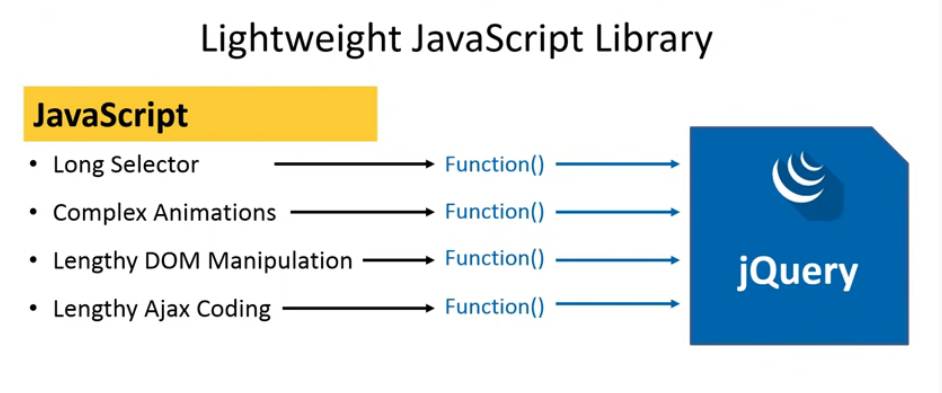 Lightweight JavaScript Library
JavaScript
• Long Selector Function()
• Complex Animations Function()
• Lengthy DOM Manipulation Function()
• Lengthy Ajax Coding Function()
jQuery